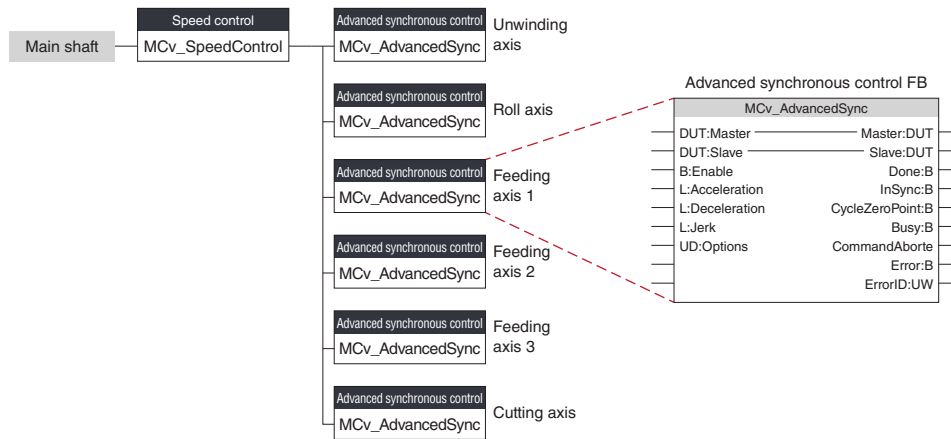 Main shaft
Speed control
MCv_SpeedControl
Advanced synchronous control
MCv_AdvancedSync
Unwinding
axis
Advanced synchronous control
MCv_AdvancedSync
Roll axis
Advanced synchronous control
MCv_AdvancedSync
Feeding
axis 1
Advanced synchronous control
MCv_AdvancedSync
Feeding
axis 2
Advanced synchronous control
MCv_AdvancedSync
Feeding
axis 3
Advanced synchronous control
MCv_AdvancedSync
Cutting axis
Advanced synchronous control FB
MCv_AdvancedSync
DUT:Master Master:DUT
DUT:Slave Slave:DUT
B:Enable Done:B
L:Acceleration InSync:B
L:Deceleration CycleZeroPoint:B
L:Jerk Busy:B
UD:Options CommandAborte
Error:B
ErrorID:UW